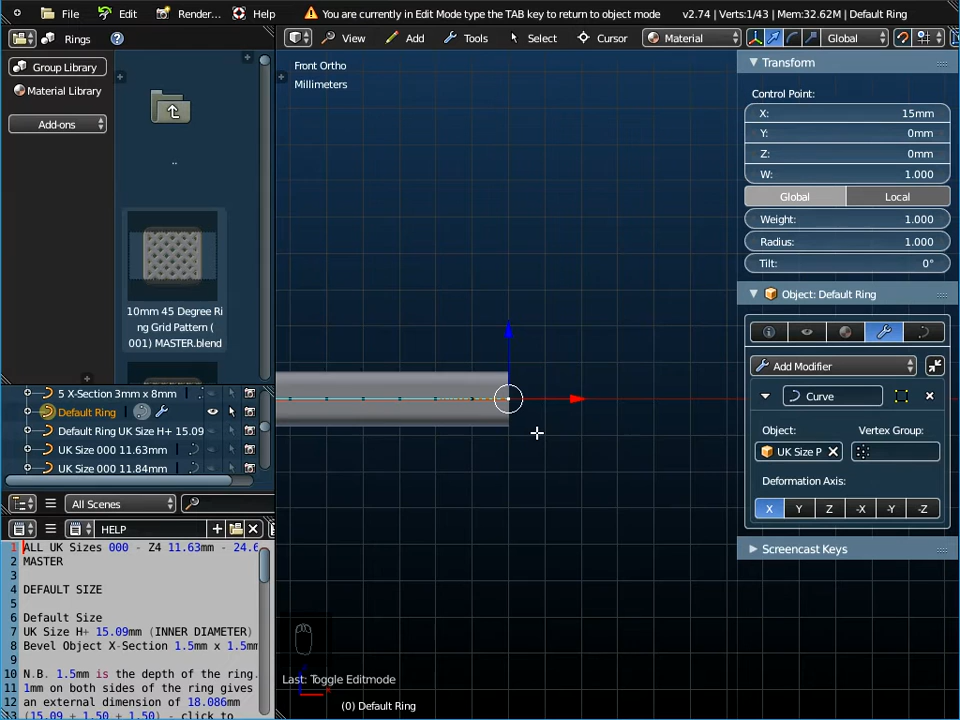 File Edit Render... Help You are currently in Edit Mode type the TAB key to return to object mode v2.74 | Verts:1/43 | Mem:32.62M | Default Ring
Rings
View Add Tools Select Cursor Material Global
Group Library
Material Library
Add-ons
..
10mm 45 Degree Ri
ng Grid Pattern (
001) MASTER.blend
Front Ortho
Millimeters
Transform
Control Point:
X: 15mm
Y: 0mm
Z: 0mm
W: 1.000
Global Local
Weight: 1.000
Radius: 1.000
Tilt: 0°
Object: Default Ring
Add Modifier
Curve
Object: Vertex Group:
UK Size P
Deformation Axis:
X Y Z -X -Y -Z
Screencast Keys
5 X-Section 3mm x 8mm
Default Ring
Default Ring UK Size H+ 15.09
UK Size 000 11.63mm
UK Size 000 11.84mm
All Scenes
HELP
1 ALL UK Sizes 000 - Z4 11.63mm - 24.6
2 MASTER
3
4 DEFAULT SIZE
5
6 Default Size
7 UK Size H+ 15.09mm (INNER DIAMETER)
8 Bevel Object X-Section 1.5mm x 1.5mm
9
10 N.B. 1.5mm is the depth of the ring.
11 1mm on both sides of the ring gives
12 an external dimension of 18.086mm
13 (15.09 + 1.50 + 1.50) - click to
Last: Toggle Editmode
(0) Default Ring